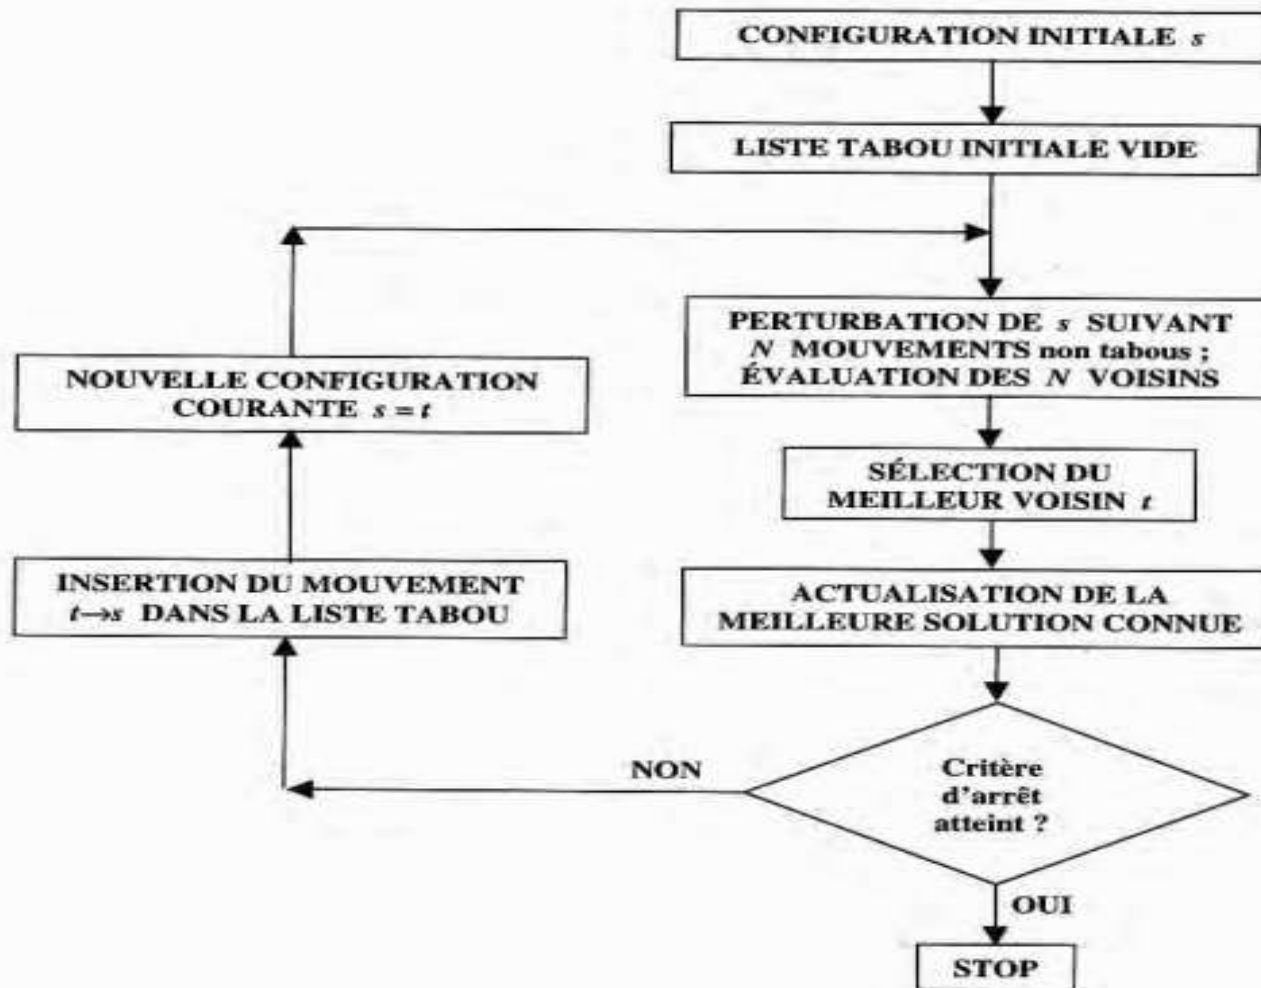 CONFIGURATION INITIALE s
LISTE TABOU INITIALE VIDE
PERTURBATION DE s SUIVANT
N MOUVEMENTS non tabous ;
ÉVALUATION DES N VOISINS
SÉLECTION DU
MEILLEUR VOISIN t
ACTUALISATION DE LA
MEILLEURE SOLUTION CONNUE
Critère
d'arrêt
atteint ?
NON
INSERTION DU MOUVEMENT
t→s DANS LA LISTE TABOU
NOUVELLE CONFIGURATION
COURANTE s = t
OUI
STOP